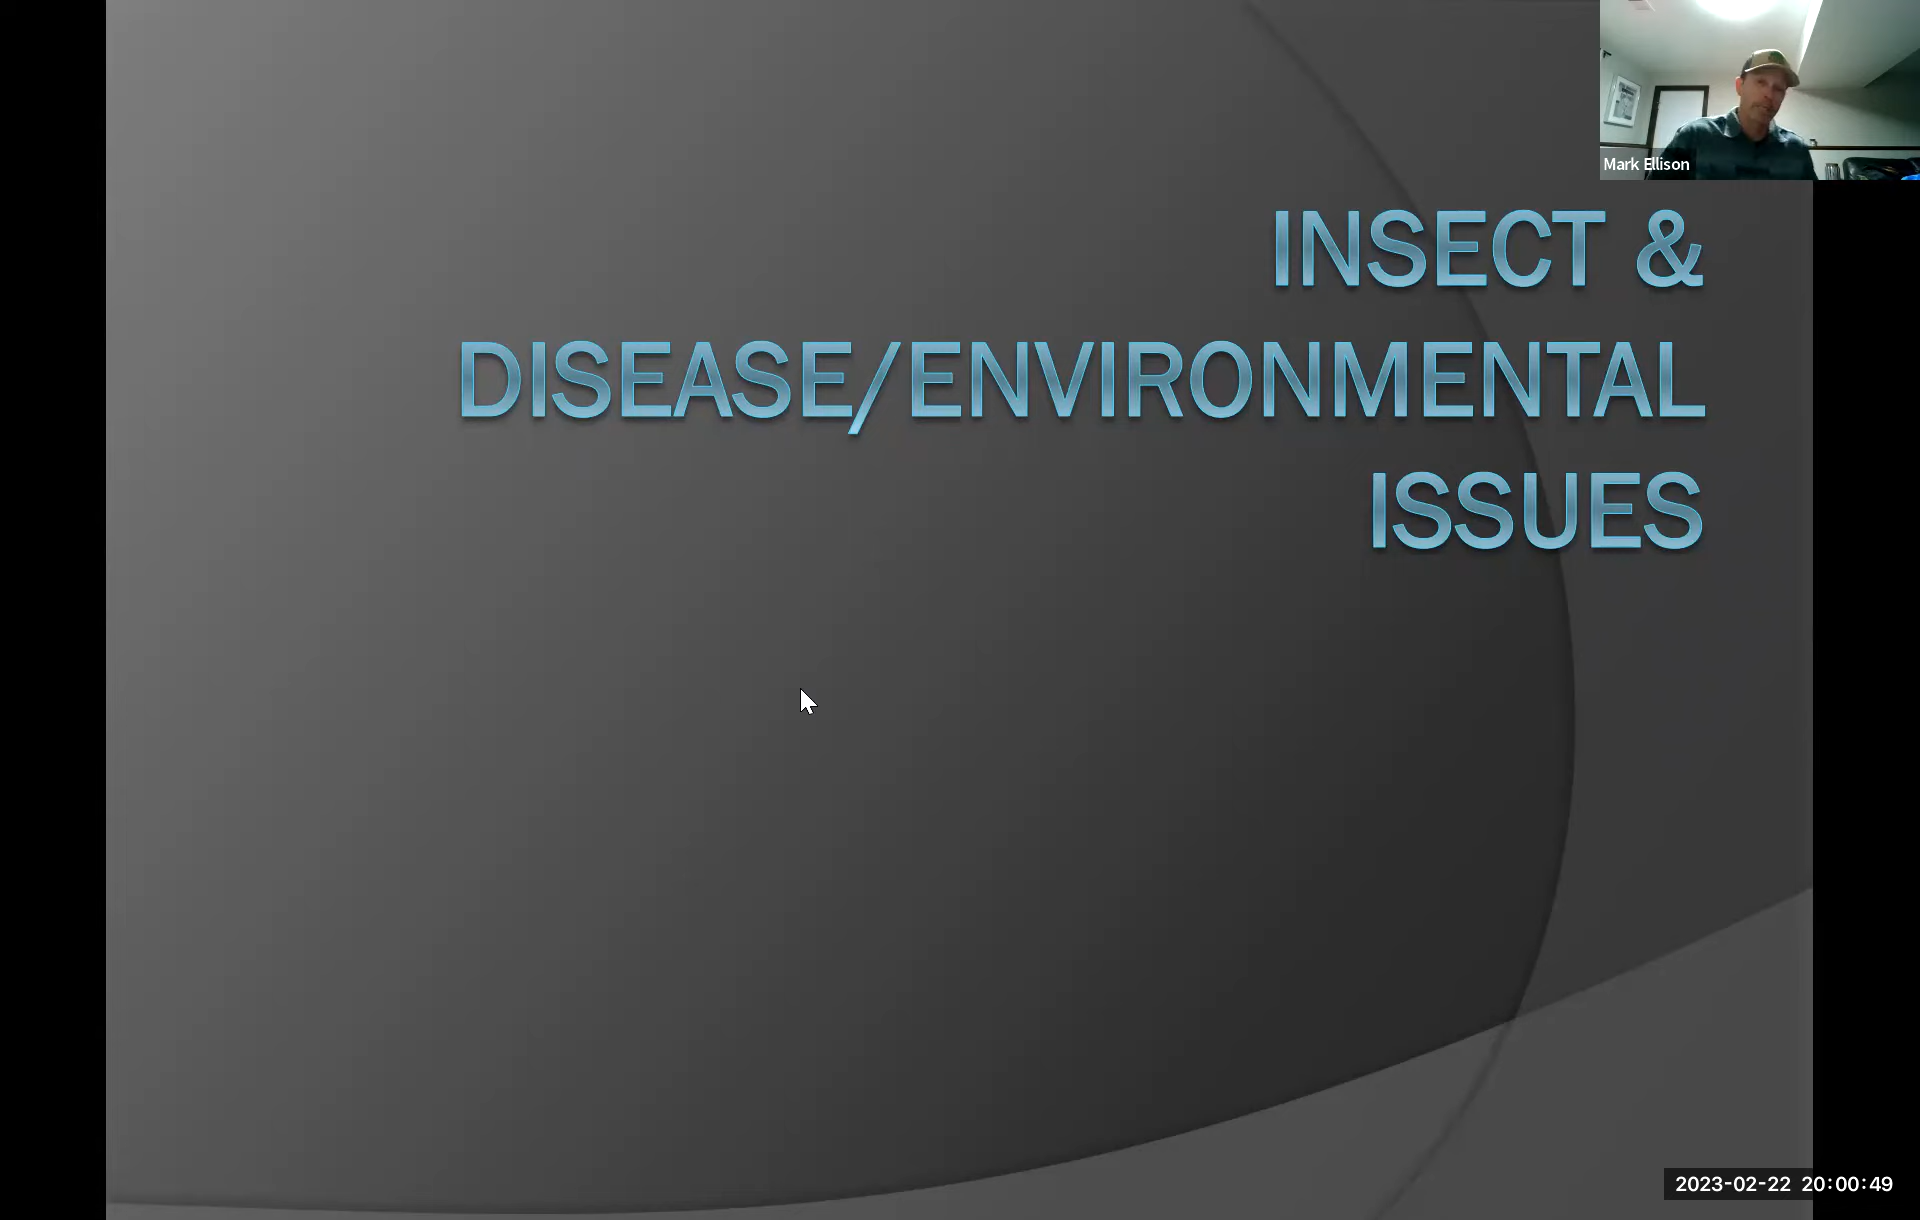 Mark Ellison
INSECT &
DISEASE/ENVIRONMENTAL
ISSUES
2023-02-22 20:00:49